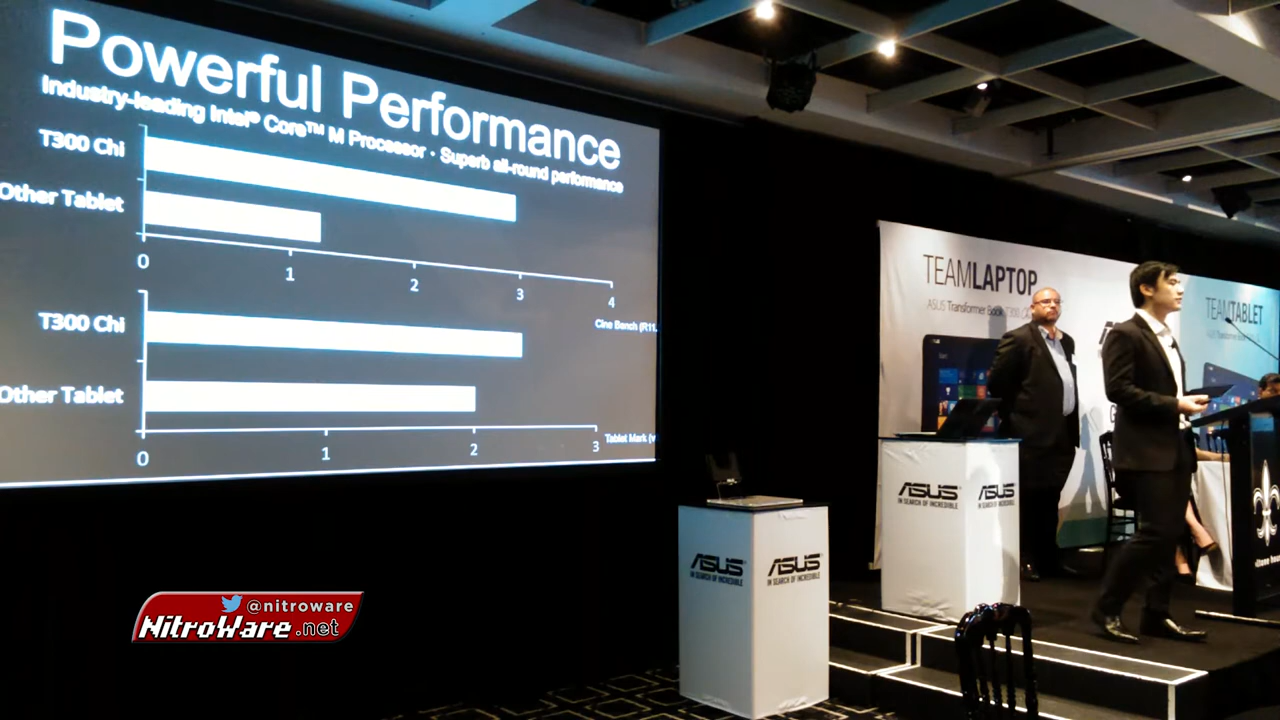 Powerful Performance
Industry-leading Intel® Core™ M Processor · Superb all-round performance
T300 Chi
Other Tablet
0 1 2 3 4
Cine Bench (R11.
T300 Chi
Other Tablet
0 1 2 3
Tablet Mark (v
TEAMLAPTOP
ASUS Transformer Book T300
TEAMTABLET
ASUS
IN SEARCH OF INCREDIBLE
ASUS
IN SEARCH OF INCREDIBLE
ASUS
IN SEARCH OF INCREDIBLE
ASUS
IN SEARCH OF INCREDIBLE
@nitroware
NitroWare.net